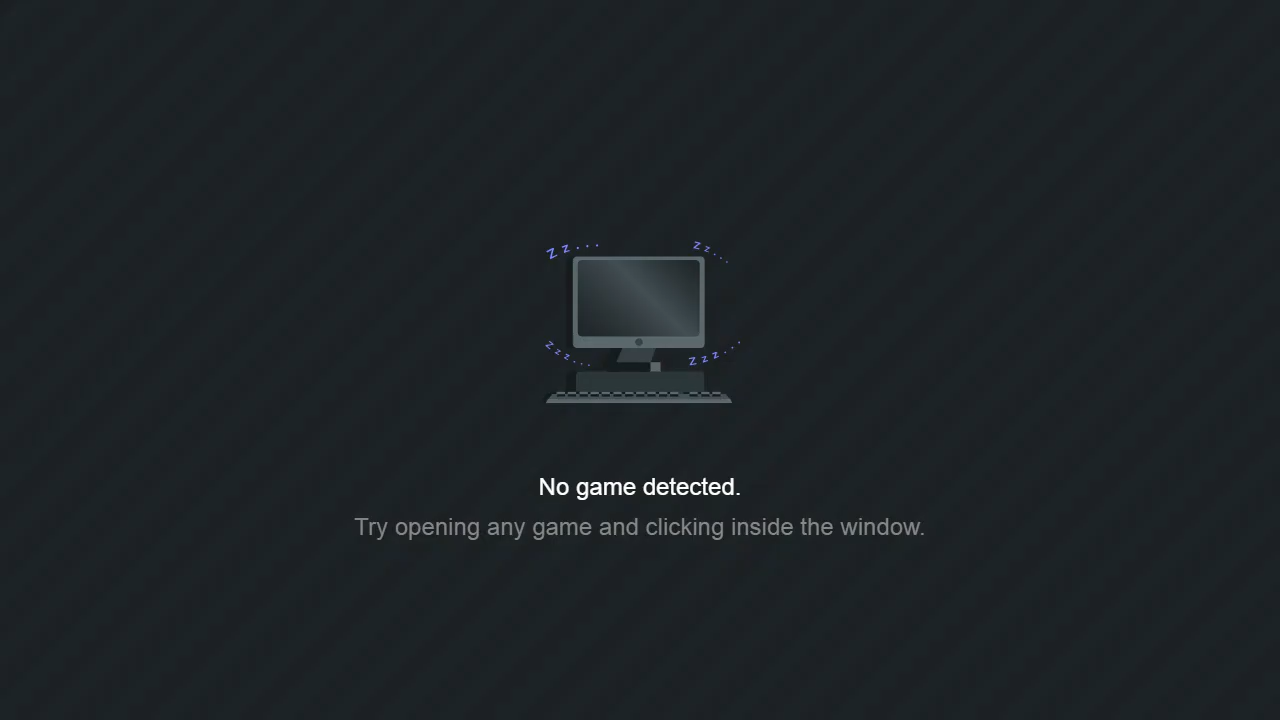 Z z . . .
Z z . . .
Z z z . . .
Z z z . . .
No game detected.
Try opening any game and clicking inside the window.